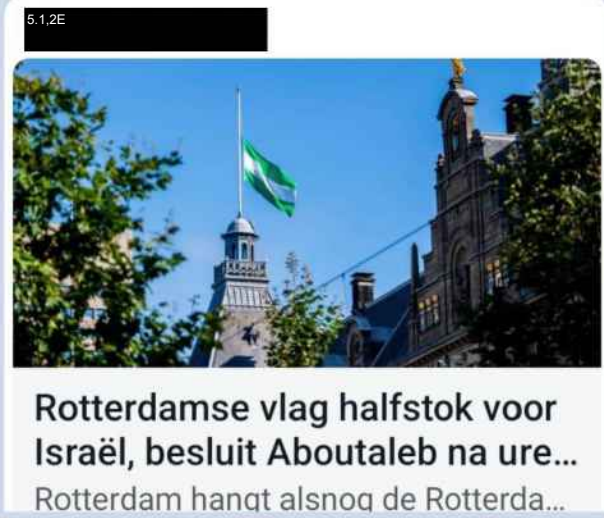 5.1,2E
Rotterdamse vlag halfstok voor
Israël, besluit Aboutaleb na ure...
Rotterdam hangt alsnog de Rotterda...